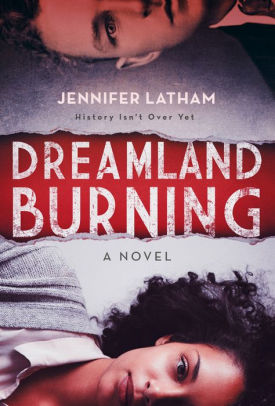 JENNIFER LATHAM
History Isn't Over Yet
DREAMLAND
BURNING
A NOVEL